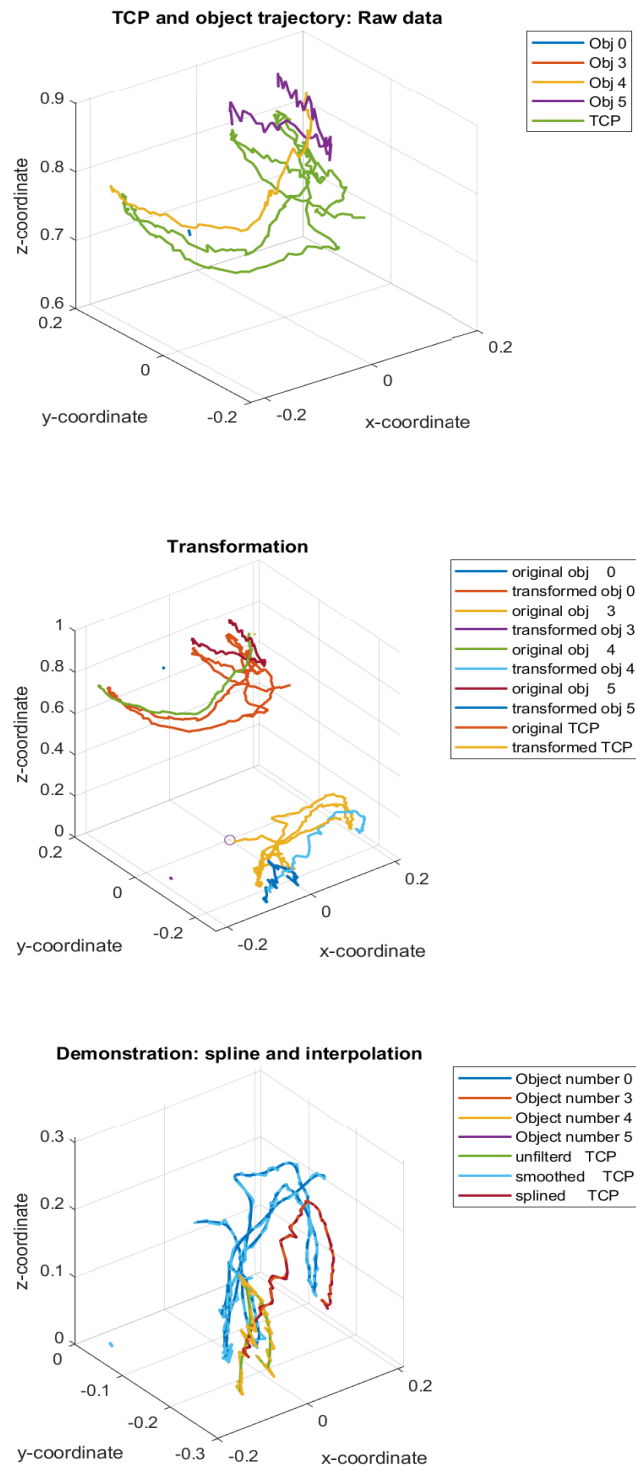 TCP and object trajectory: Raw data
Obj 0
Obj 3
Obj 4
Obj 5
TCP
0.9
0.8
0.7
0.6
z-coordinate
0.2
0
-0.2
y-coordinate
-0.2
0
0.2
x-coordinate
Transformation
original obj 0
transformed obj 0
original obj 3
transformed obj 3
original obj 4
transformed obj 4
original obj 5
transformed obj 5
original TCP
transformed TCP
1
0.8
0.6
0.4
0.2
0
z-coordinate
0.2
0
-0.2
y-coordinate
-0.2
0
0.2
x-coordinate
Demonstration: spline and interpolation
Object number 0
Object number 3
Object number 4
Object number 5
unfilterd TCP
smoothed TCP
splined TCP
0.3
0.2
0.1
0
z-coordinate
0
-0.1
-0.2
-0.3
y-coordinate
-0.2
0
0.2
x-coordinate